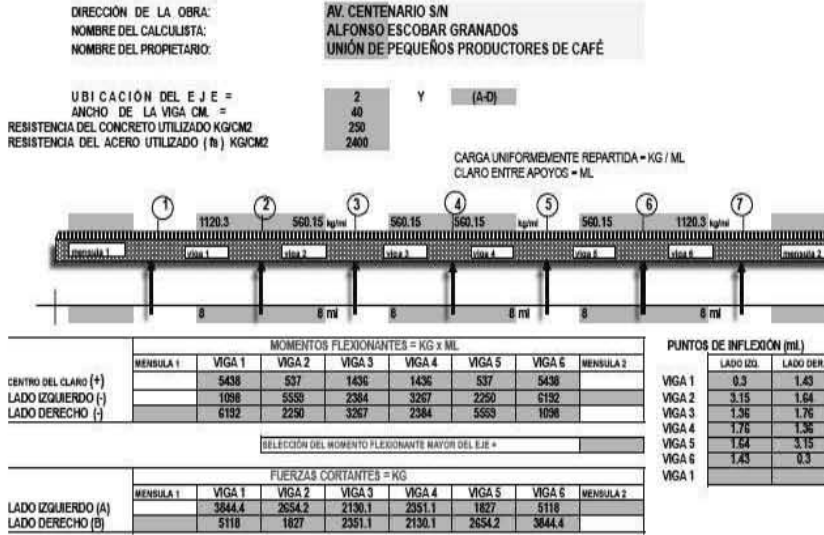 DIRECCIÓN DE LA OBRA: AV. CENTENARIO S/N
NOMBRE DEL CALCULISTA: ALFONSO ESCOBAR GRANADOS
NOMBRE DEL PROPIETARIO: UNIÓN DE PEQUEÑOS PRODUCTORES DE CAFÉ
UBICACIÓN DEL EJE = 2 Y (A-D)
ANCHO DE LA VIGA CM. = 40
RESISTENCIA DEL CONCRETO UTILIZADO KG/CM2 250
RESISTENCIA DEL ACERO UTILIZADO ( fs ) KG/CM2 2400
CARGA UNIFORMEMENTE REPARTIDA = KG / ML
CLARO ENTRE APOYOS = ML
1 2 3 4 5 6 7
1120.3 560.15 kg/ml 560.15 560.15 kg/ml 560.15 1120.3 kg/ml
mensula 1 viga 1 viga 2 viga 3 viga 4 viga 5 viga 6 mensula 2
8 8 ml 8 8 ml 8 8 ml
MOMENTOS FLEXIONANTES = KG x ML
MENSULA 1 VIGA 1 VIGA 2 VIGA 3 VIGA 4 VIGA 5 VIGA 6 MENSULA 2
CENTRO DEL CLARO (+) 5438 537 1436 1436 537 5438
LADO IZQUIERDO (-) 1098 5559 2384 3267 2250 6192
LADO DERECHO (-) 6192 2250 3267 2384 5559 1098
SELECCIÓN DEL MOMENTO FLEXIONANTE MAYOR DEL EJE =
PUNTOS DE INFLEXIÓN (ml.)
LADO IZQ. LADO DER.
VIGA 1 0.3 1.43
VIGA 2 3.15 1.64
VIGA 3 1.36 1.76
VIGA 4 1.76 1.36
VIGA 5 1.64 3.15
VIGA 6 1.43 0.3
VIGA 1
FUERZAS CORTANTES = KG
MENSULA 1 VIGA 1 VIGA 2 VIGA 3 VIGA 4 VIGA 5 VIGA 6 MENSULA 2
LADO IZQUIERDO (A) 3844.4 2654.2 2130.1 2351.1 1827 5118
LADO DERECHO (B) 5118 1827 2351.1 2130.1 2654.2 3844.4